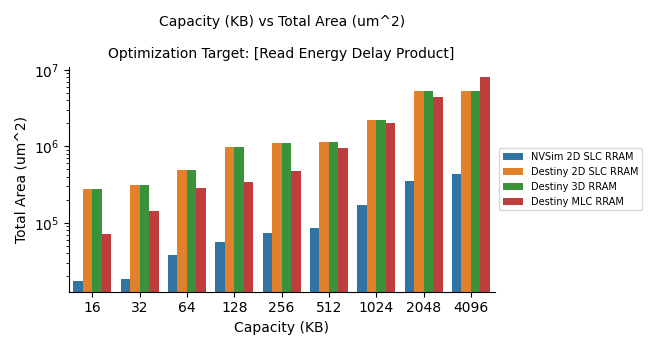 Capacity (KB) vs Total Area (um^2)
Optimization Target: [Read Energy Delay Product]
Total Area (um^2)
10^7
10^6
10^5
16 32 64 128 256 512 1024 2048 4096
Capacity (KB)
NVSim 2D SLC RRAM
Destiny 2D SLC RRAM
Destiny 3D RRAM
Destiny MLC RRAM